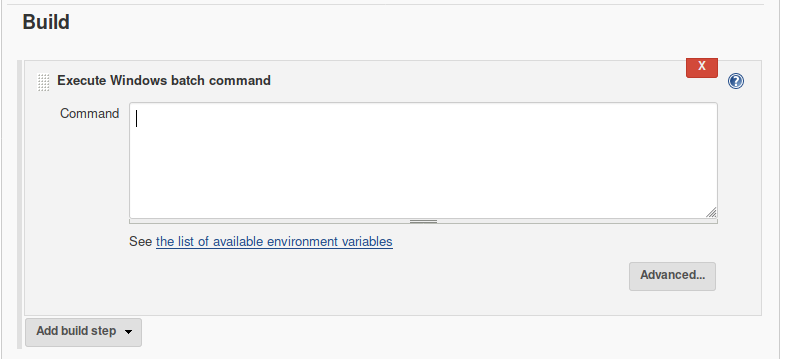 Build
X
Execute Windows batch command
?
Command
See the list of available environment variables
Advanced...
Add build step